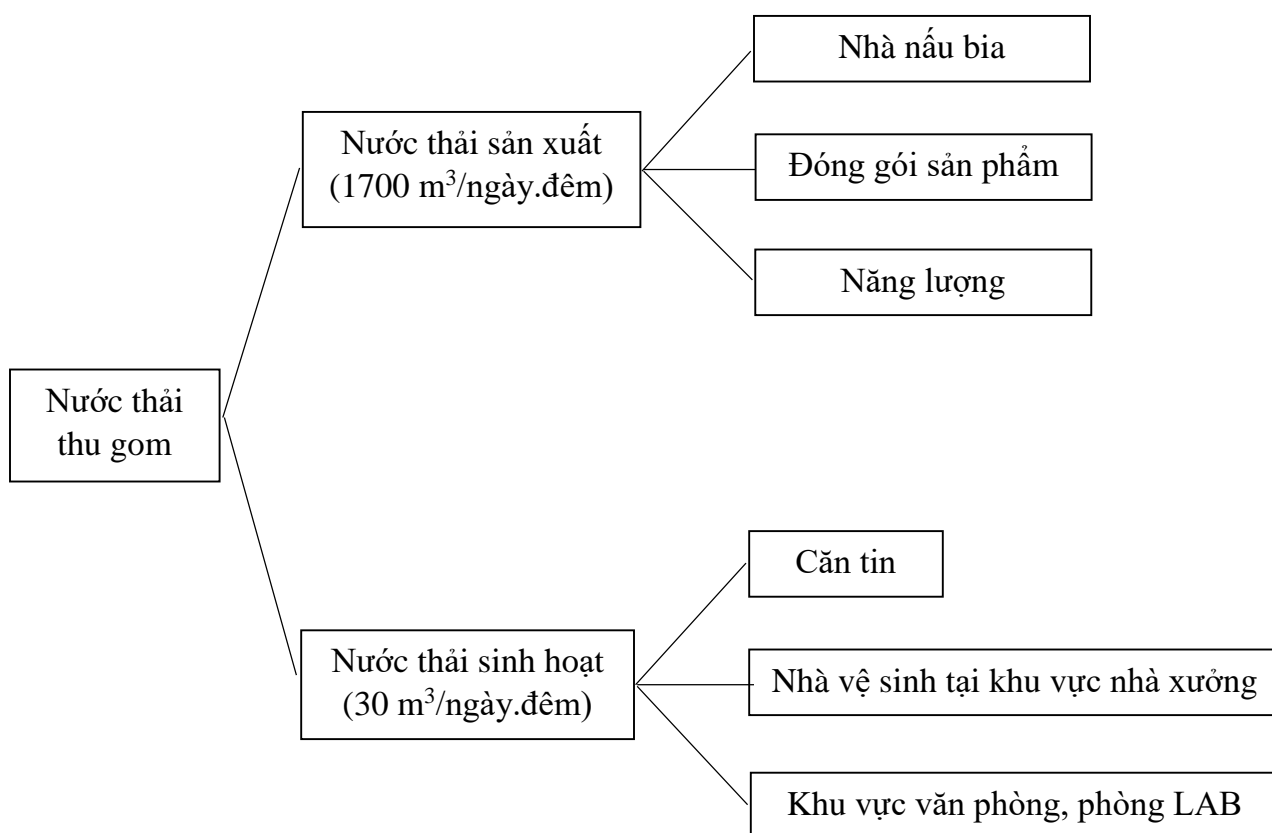 Nhà nấu bia
Nước thải sản xuất
(1700 m³/ngày.đêm)
Đóng gói sản phẩm
Năng lượng
Nước thải
thu gom
Căn tin
Nước thải sinh hoạt
(30 m³/ngày.đêm)
Nhà vệ sinh tại khu vực nhà xưởng
Khu vực văn phòng, phòng LAB